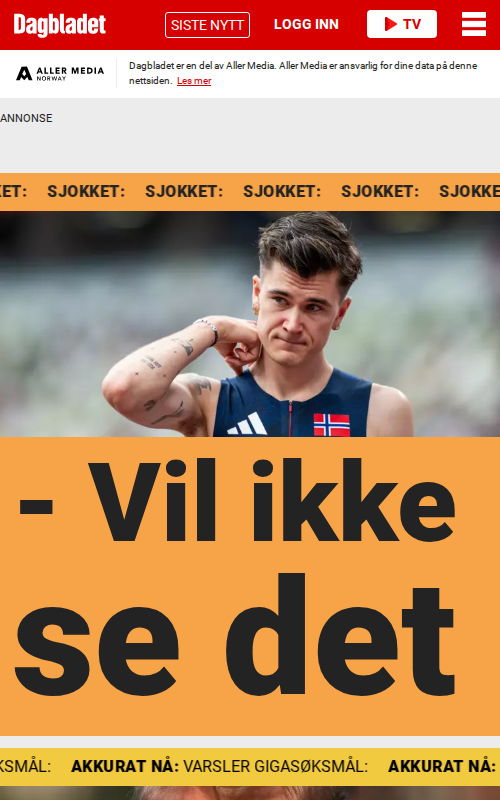 Dagbladet SISTE NYTT LOGG INN TV
ALLER MEDIA
NORWAY
Dagbladet er en del av Aller Media. Aller Media er ansvarlig for dine data på denne
nettsiden. Les mer
ANNONSE
ET: SJOKKET: SJOKKET: SJOKKET: SJOKKET: SJOKKE
- Vil ikke
se det
KSMÅL: AKKURAT NÅ: VARSLER GIGASØKSMÅL: AKKURAT NÅ: